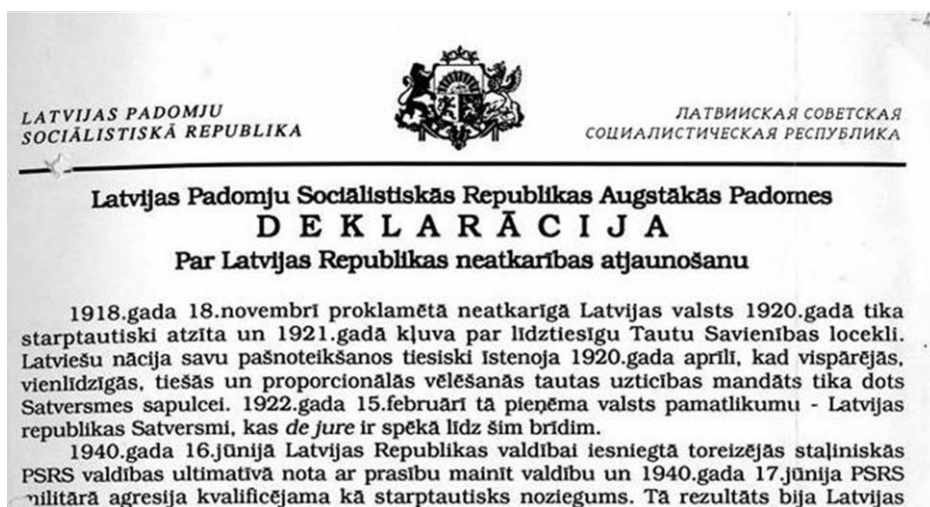 LATVIJAS PADOMJU
SOCIĀLISTISKĀ REPUBLIKA
ЛАТВИЙСКАЯ СОВЕТСКАЯ
СОЦИАЛИСТИЧЕСКАЯ РЕСПУБЛИКА
Latvijas Padomju Sociālistiskās Republikas Augstākās Padomes
DEKLARĀCIJA
Par Latvijas Republikas neatkarības atjaunošanu
1918.gada 18.novembrī proklamētā neatkarīgā Latvijas valsts 1920.gadā tika
starptautiski atzīta un 1921.gadā kļuva par līdztiesīgu Tautu Savienības locekli.
Latviešu nācija savu pašnoteikšanos tiesiski īstenoja 1920.gada aprīlī, kad vispārējās,
vienlīdzīgās, tiešās un proporcionālās vēlēšanās tautas uzticības mandāts tika dots
Satversmes sapulcei. 1922.gada 15.februārī tā pieņēma valsts pamatlikumu - Latvijas
republikas Satversmi, kas de jure ir spēkā līdz šim brīdim.
1940.gada 16.jūnijā Latvijas Republikas valdībai iesniegtā toreizējās staļiniskās
PSRS valdības ultimatīvā nota ar prasību mainīt valdību un 1940.gada 17.jūnija PSRS
militārā agresija kvalificējama kā starptautisks noziegums. Tā rezultāts bija Latvijas